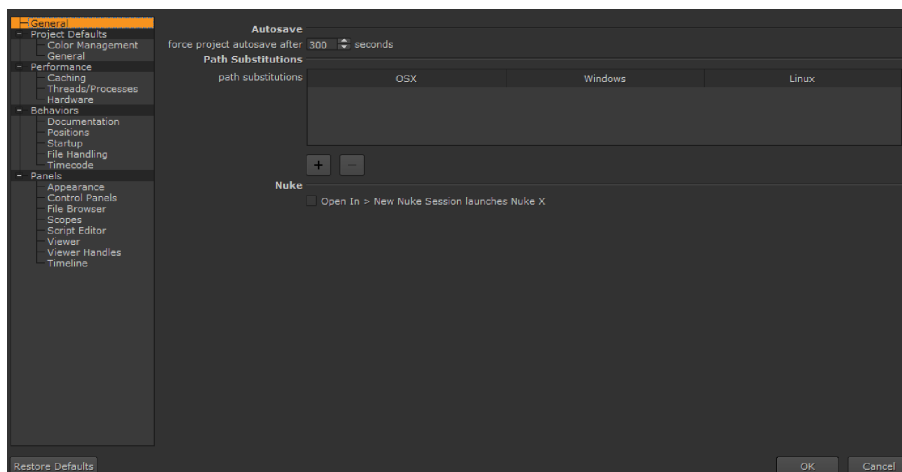 General
Project Defaults
Color Management
General
Performance
Caching
Threads/Processes
Hardware
Behaviors
Documentation
Positions
Startup
File Handling
Timecode
Panels
Appearance
Control Panels
File Browser
Scopes
Script Editor
Viewer
Viewer Handles
Timeline
Autosave
force project autosave after 300 seconds
Path Substitutions
path substitutions OSX Windows Linux
Nuke
Open In > New Nuke Session launches Nuke X
Restore Defaults OK Cancel